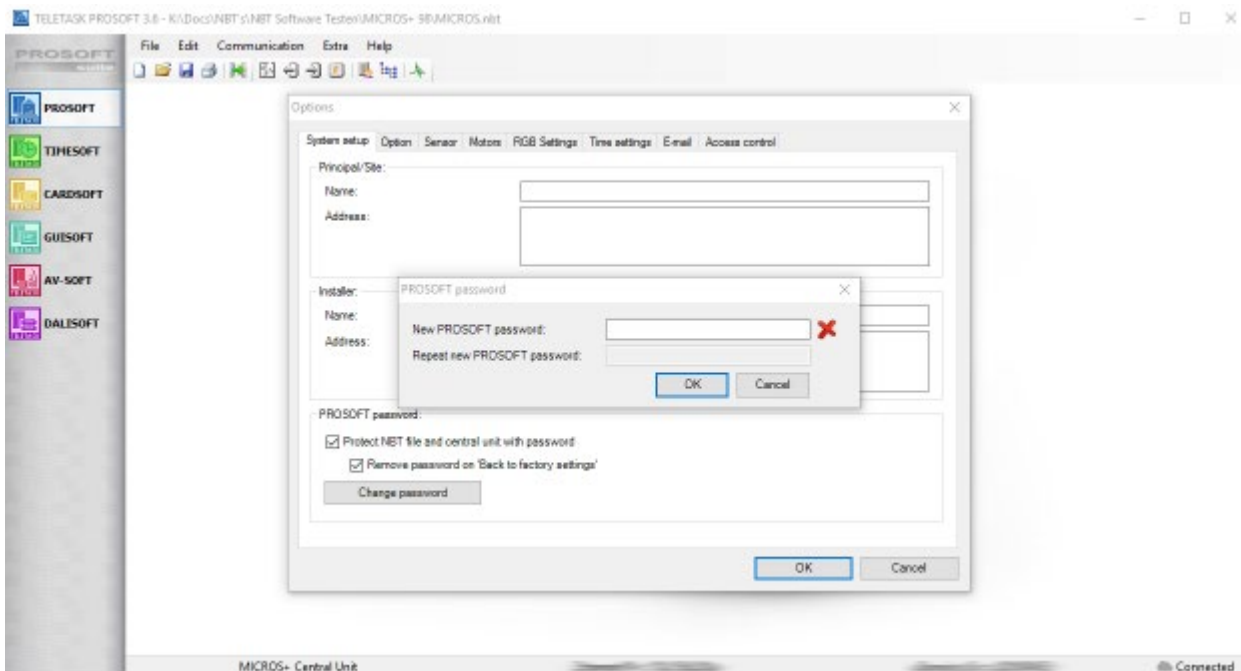 TELETASK PROSOFT 3.6 - K:\Docs\NBT's\NBT Software Testen\MICROS+ 9B\MICROS.nbt
PROSOFT
File Edit Communication Extra Help
PROSOFT
TIMESOFT
CARDSOFT
GUISOFT
AV-SOFT
DALISOFT
Options
System setup Option Sensor Motors RGB Settings Time settings E-mail Access control
Principal/Site:
Name:
Address:
Installer:
Name:
Address:
PROSOFT password
New PROSOFT password:
Repeat new PROSOFT password:
OK Cancel
PROSOFT password:
Protect NBT file and central unit with password
Remove password on 'Back to factory settings'
Change password
OK Cancel
MICROS+ Central Unit
Connected